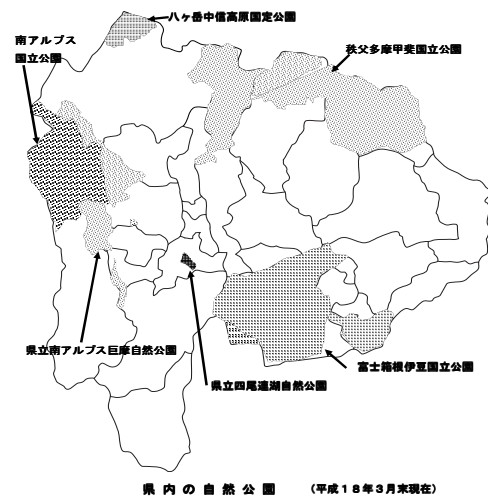 八ヶ岳中信高原国定公園
南アルプス
国立公園
秩父多摩甲斐国立公園
県立南アルプス巨摩自然公園
県立四尾連湖自然公園
富士箱根伊豆国立公園
県内の自然公園 (平成18年3月末現在)